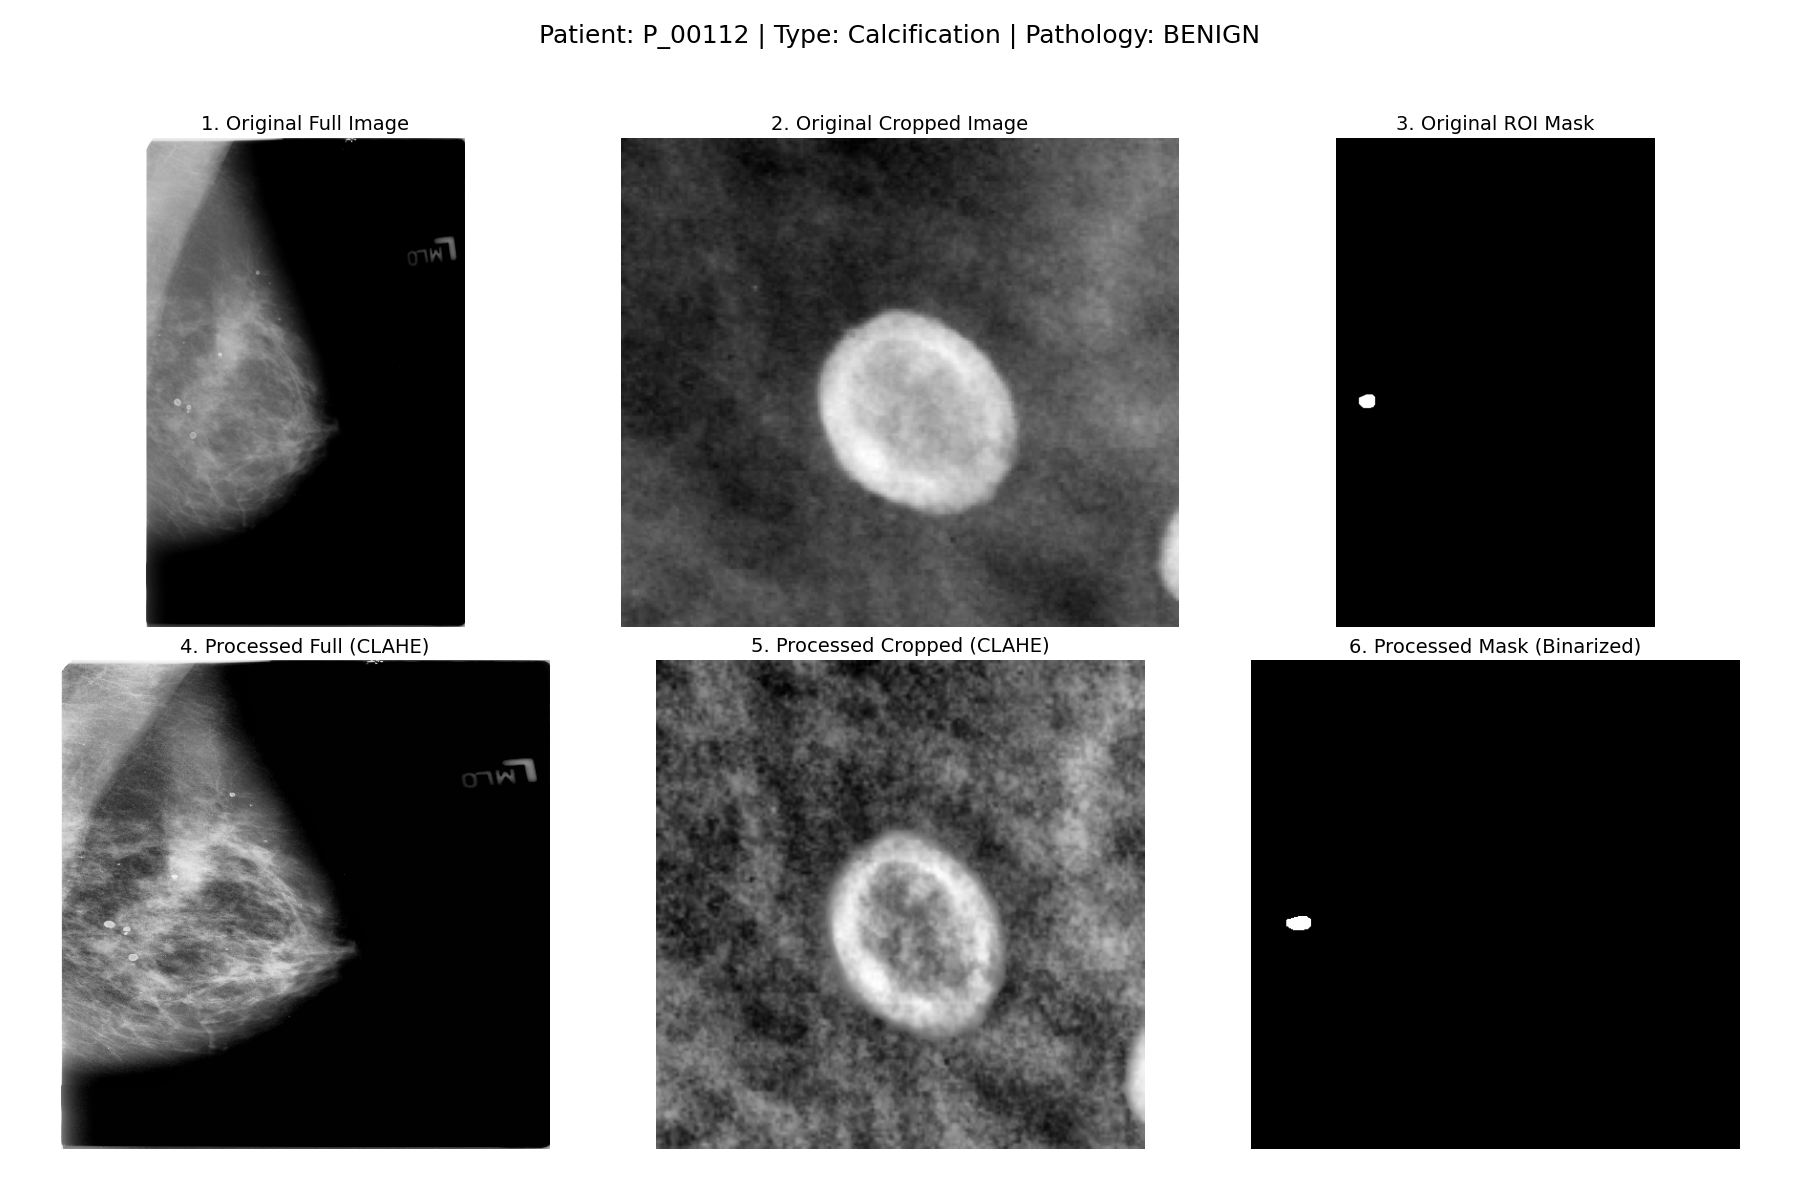 Patient: P_00112 | Type: Calcification | Pathology: BENIGN
1. Original Full Image
2. Original Cropped Image
3. Original ROI Mask
LMLO
4. Processed Full (CLAHE)
5. Processed Cropped (CLAHE)
6. Processed Mask (Binarized)
LMLO